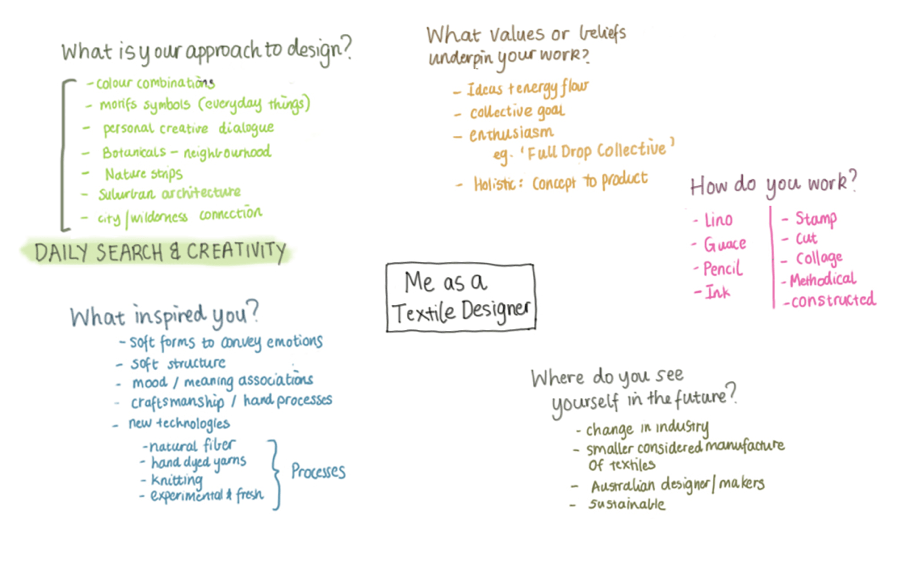 What is your approach to design?
- colour combinations
- motifs symbols (everyday things)
- personal creative dialogue
- Botanicals - neighbourhood
- Nature strips
- Suburban architecture
- city/wilderness connection
DAILY SEARCH & CREATIVITY
What values or beliefs
underpin your work?
- Ideas + energy flow
- collective goal
- enthusiasm
eg. 'Full Drop Collective'
- Holistic: Concept to product
How do you work?
- Lino
- Guace
- Pencil
- Ink
- Stamp
- Cut
- Collage
- Methodical
- constructed
Me as a
Textile Designer
What inspired you?
- soft forms to convey emotions
- soft structure
- mood / meaning associations
- craftsmanship / hand processes
- new technologies
- natural fiber
- hand dyed yarns
- knitting
- experimental & fresh
Processes
Where do you see
yourself in the future?
- change in industry
- smaller considered manufacture
of textiles
- Australian designer/makers
- sustainable